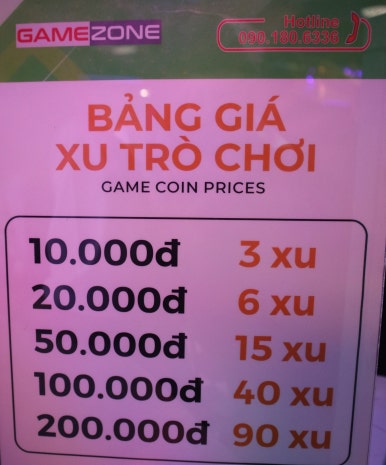 GAMEZONE
Hotline
090.180.6336
BẢNG GIÁ
XU TRÒ CHƠI
GAME COIN PRICES
10.000đ 3 xu
20.000đ 6 xu
50.000đ 15 xu
100.000đ 40 xu
200.000đ 90 xu